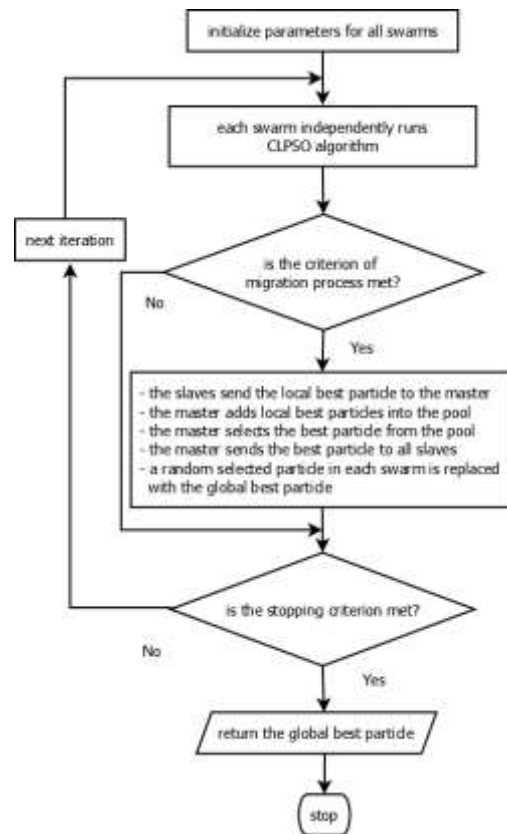 initialize parameters for all swarms
each swarm independently runs
CLPSO algorithm
next iteration
is the criterion of
migration process met?
No
Yes
- the slaves send the local best particle to the master
- the master adds local best particles into the pool
- the master selects the best particle from the pool
- the master sends the best particle to all slaves
- a random selected particle in each swarm is replaced
with the global best particle
is the stopping criterion met?
No
Yes
return the global best particle
stop